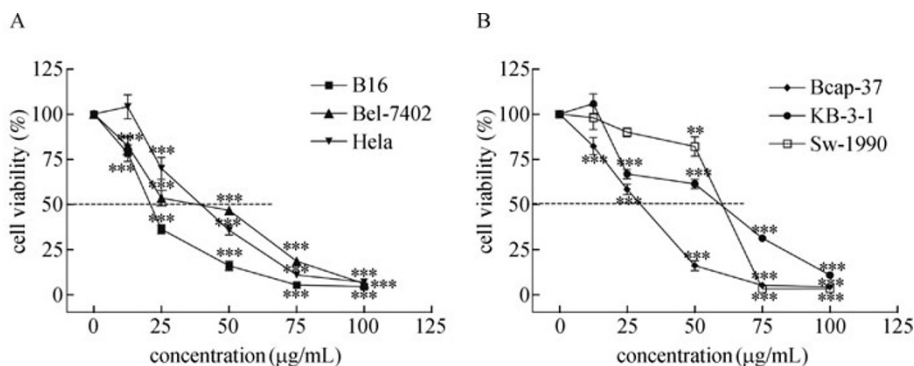 A
B
125
100
75
50
25
0
cell viability (%)
B16
Bel-7402
Hela
***
***
***
***
***
***
***
***
***
***
***
***
***
0 25 50 75 100 125
concentration (μg/mL)
125
100
75
50
25
0
cell viability (%)
Bcap-37
KB-3-1
Sw-1990
**
***
***
***
***
***
***
***
***
***
***
0 25 50 75 100 125
concentration (μg/mL)